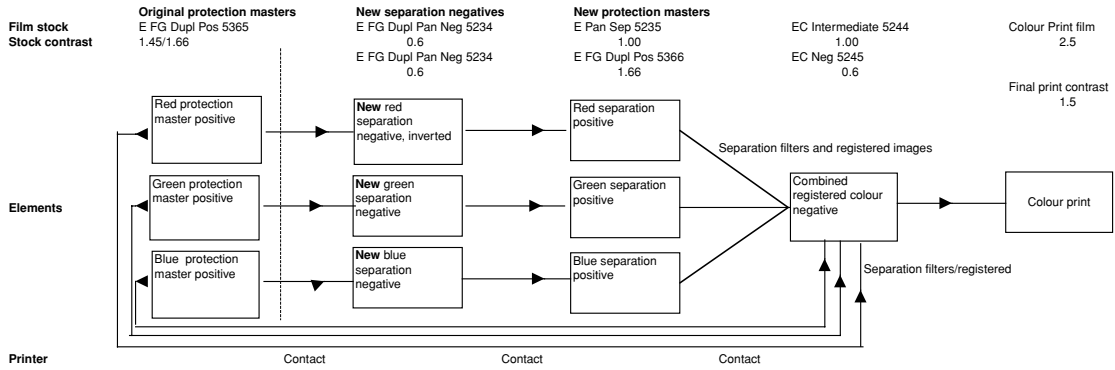 Original protection masters New separation negatives New protection masters
Film stock E FG Dupl Pos 5365 E FG Dupl Pan Neg 5234 E Pan Sep 5235 EC Intermediate 5244 Colour Print film
Stock contrast 1.45/1.66 0.6 1.00 1.00 2.5
E FG Dupl Pan Neg 5234 E FG Dupl Pos 5366 EC Neg 5245
0.6 1.66 0.6
Final print contrast
1.5
Red protection
master positive
New red
separation
negative, inverted
Red separation
positive
Separation filters and registered images
Elements
Green protection
master positive
New green
separation
negative
Green separation
positive
Combined
registered colour
negative
Colour print
Blue protection
master positive
New blue
separation
negative
Blue separation
positive
Separation filters/registered
Printer Contact Contact Contact